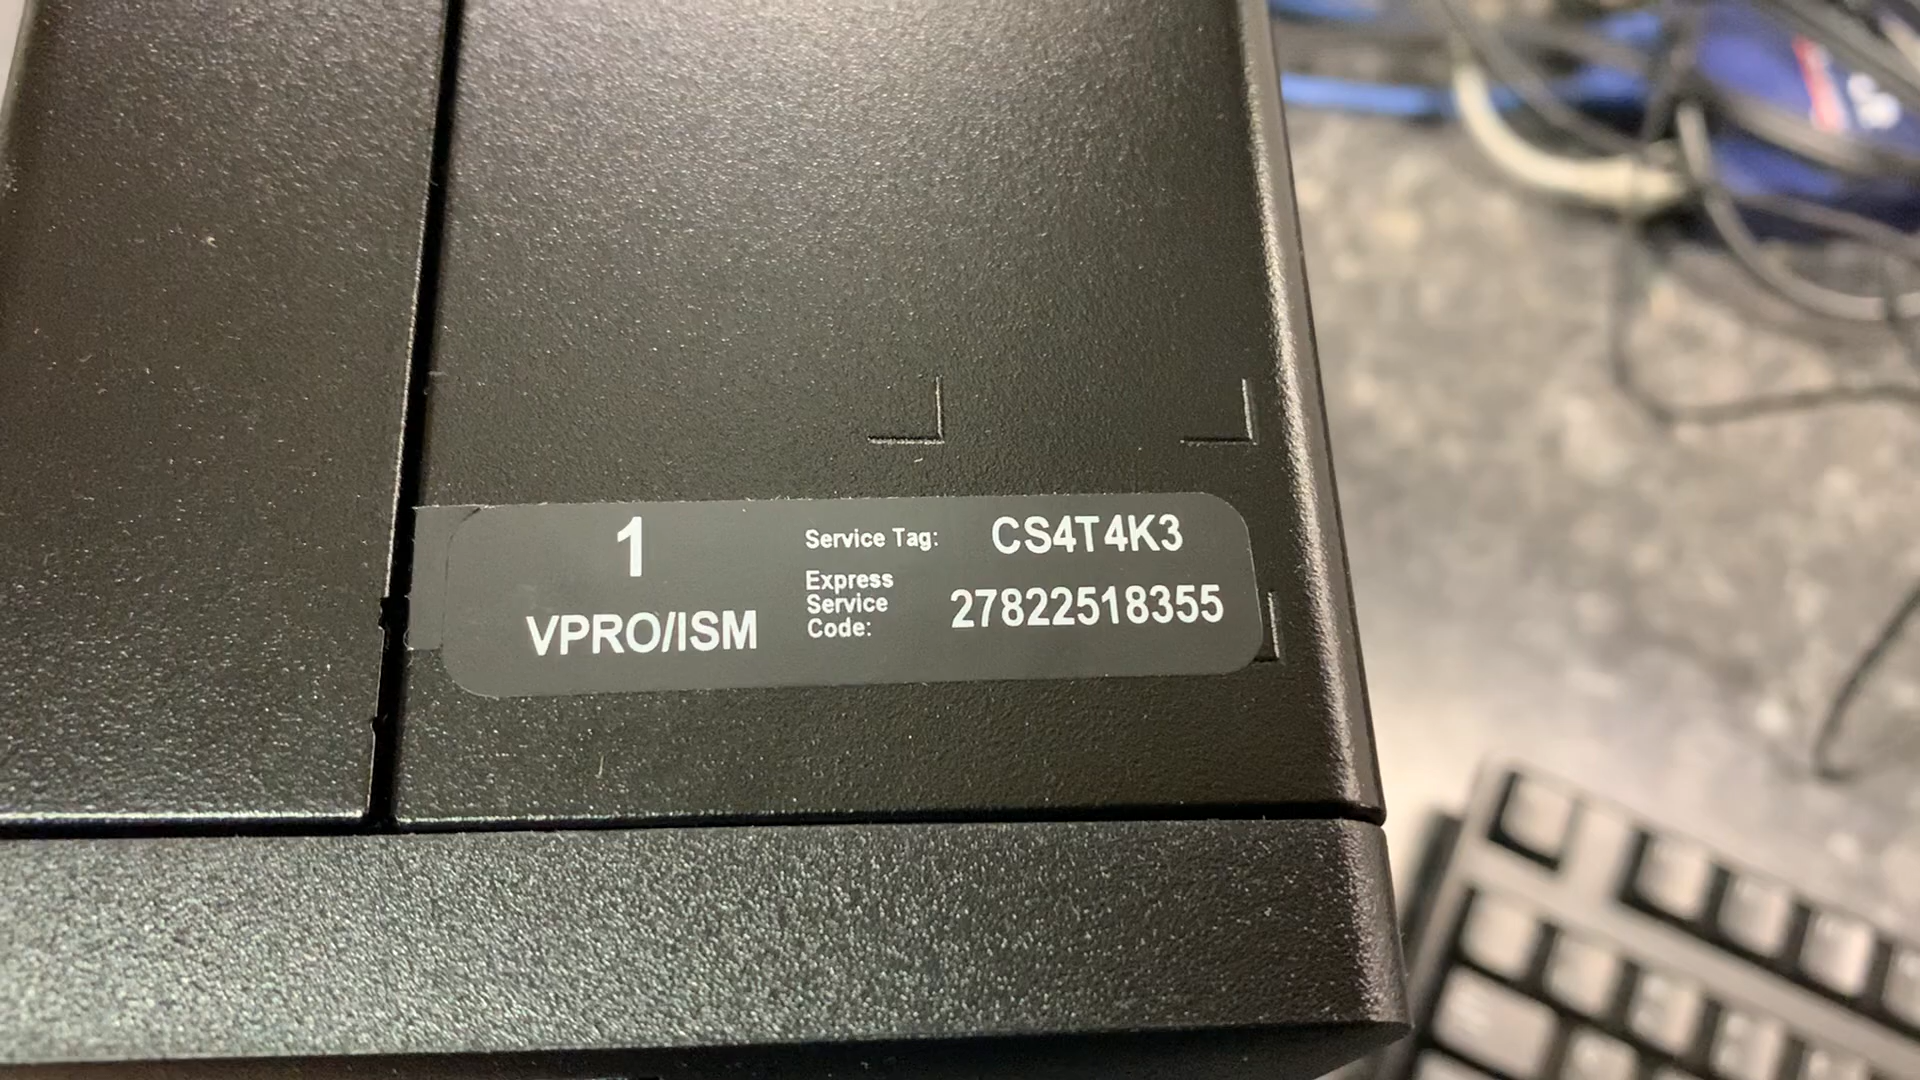 1
VPRO/ISM
Service Tag: CS4T4K3
Express
Service
Code:
27822518355